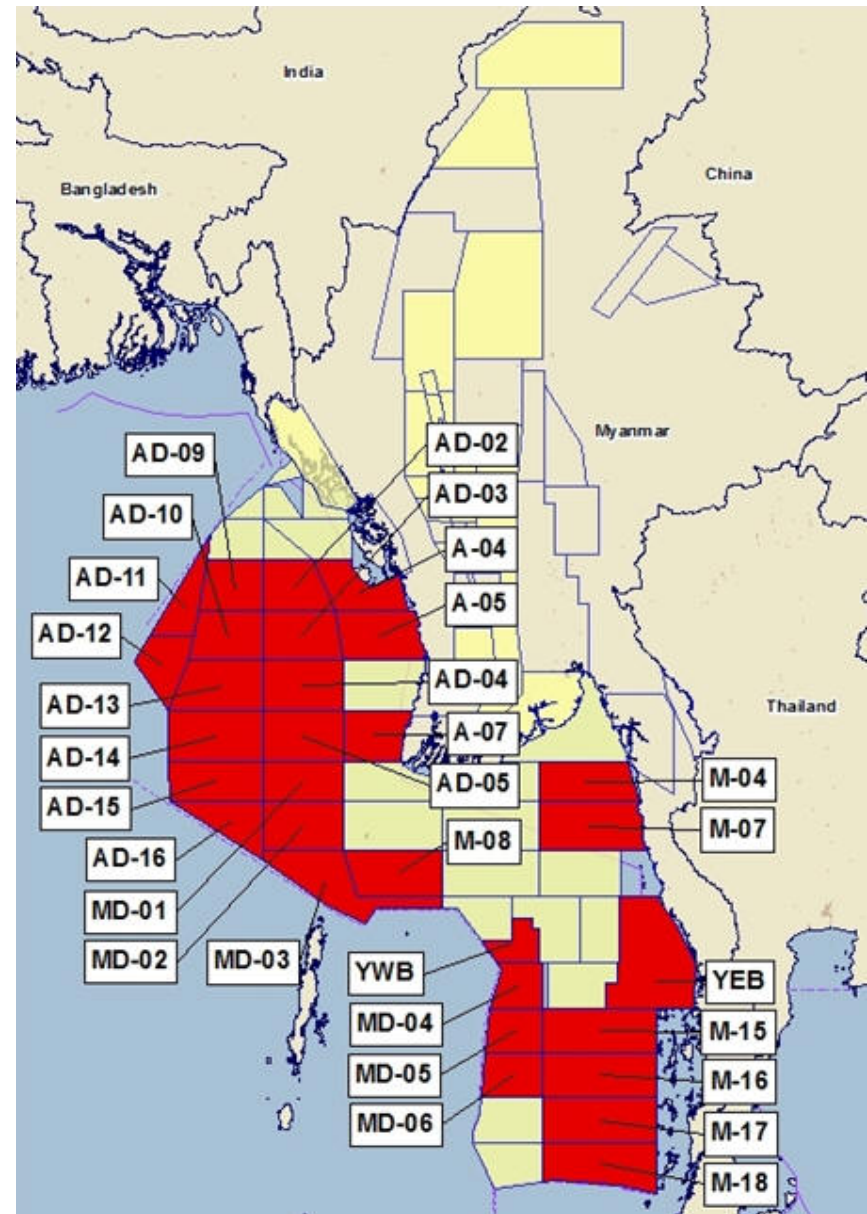 India
China
Bangladesh
Myanmar
AD-09
AD-02
AD-03
AD-10
A-04
AD-11
A-05
AD-12
AD-04
AD-13
Thailand
A-07
AD-14
M-04
AD-05
AD-15
M-07
M-08
AD-16
MD-01
MD-02
MD-03
YWB
YEB
MD-04
M-15
MD-05
M-16
MD-06
M-17
M-18